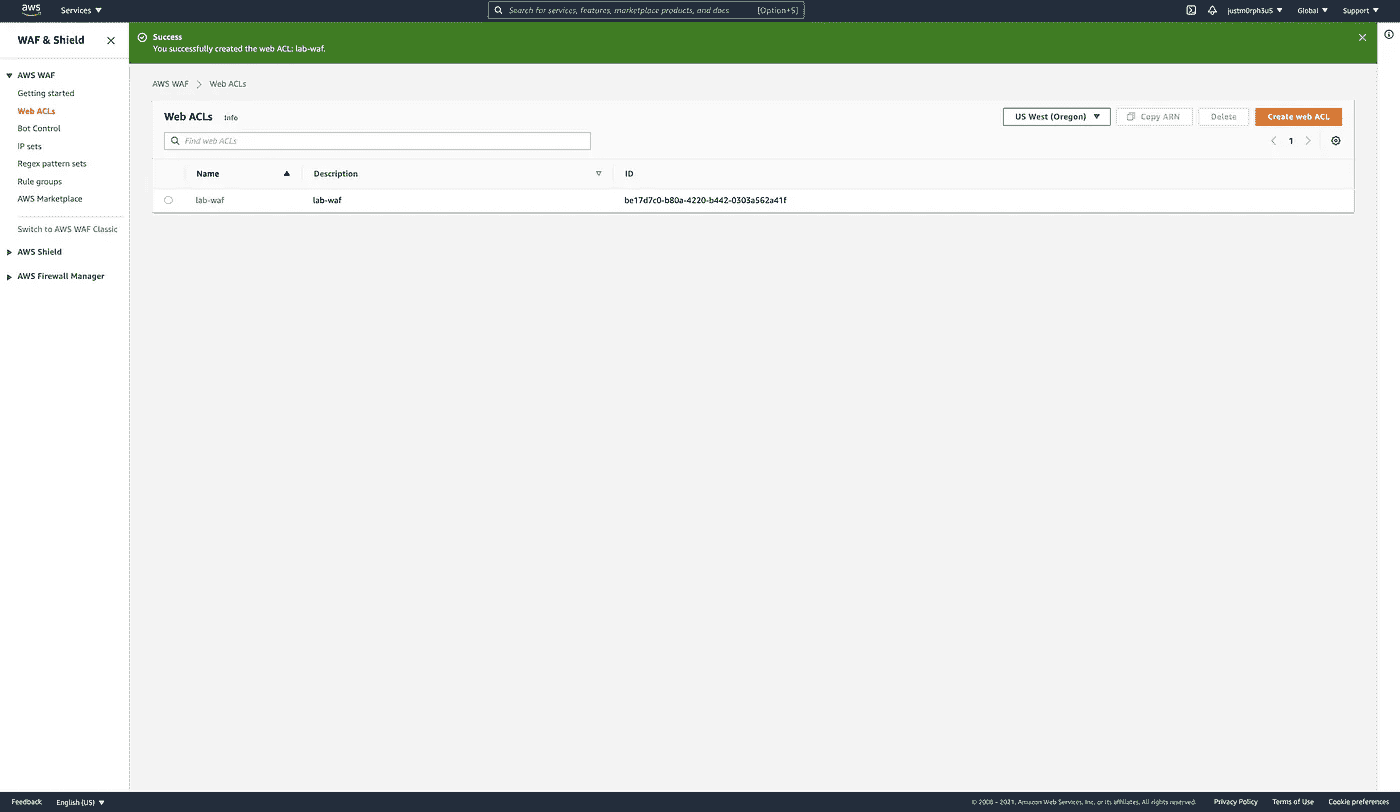 aws
Services
Search for services, features, marketplace products, and docs [Option+S]
justm0rph3u5
Global
Support
WAF & Shield
AWS WAF
Getting started
Web ACLs
Bot Control
IP sets
Regex pattern sets
Rule groups
AWS Marketplace
Switch to AWS WAF Classic
AWS Shield
AWS Firewall Manager
Success
You successfully created the web ACL: lab-waf.
AWS WAF > Web ACLs
Web ACLs Info
US West (Oregon)
Copy ARN
Delete
Create web ACL
Find web ACLs
1
Name Description ID
lab-waf lab-waf be17d7c0-b80a-4220-b442-0303a562a41f
Feedback English (US) © 2008 - 2021, Amazon Web Services, Inc. or its affiliates. All rights reserved. Privacy Policy Terms of Use Cookie preferences